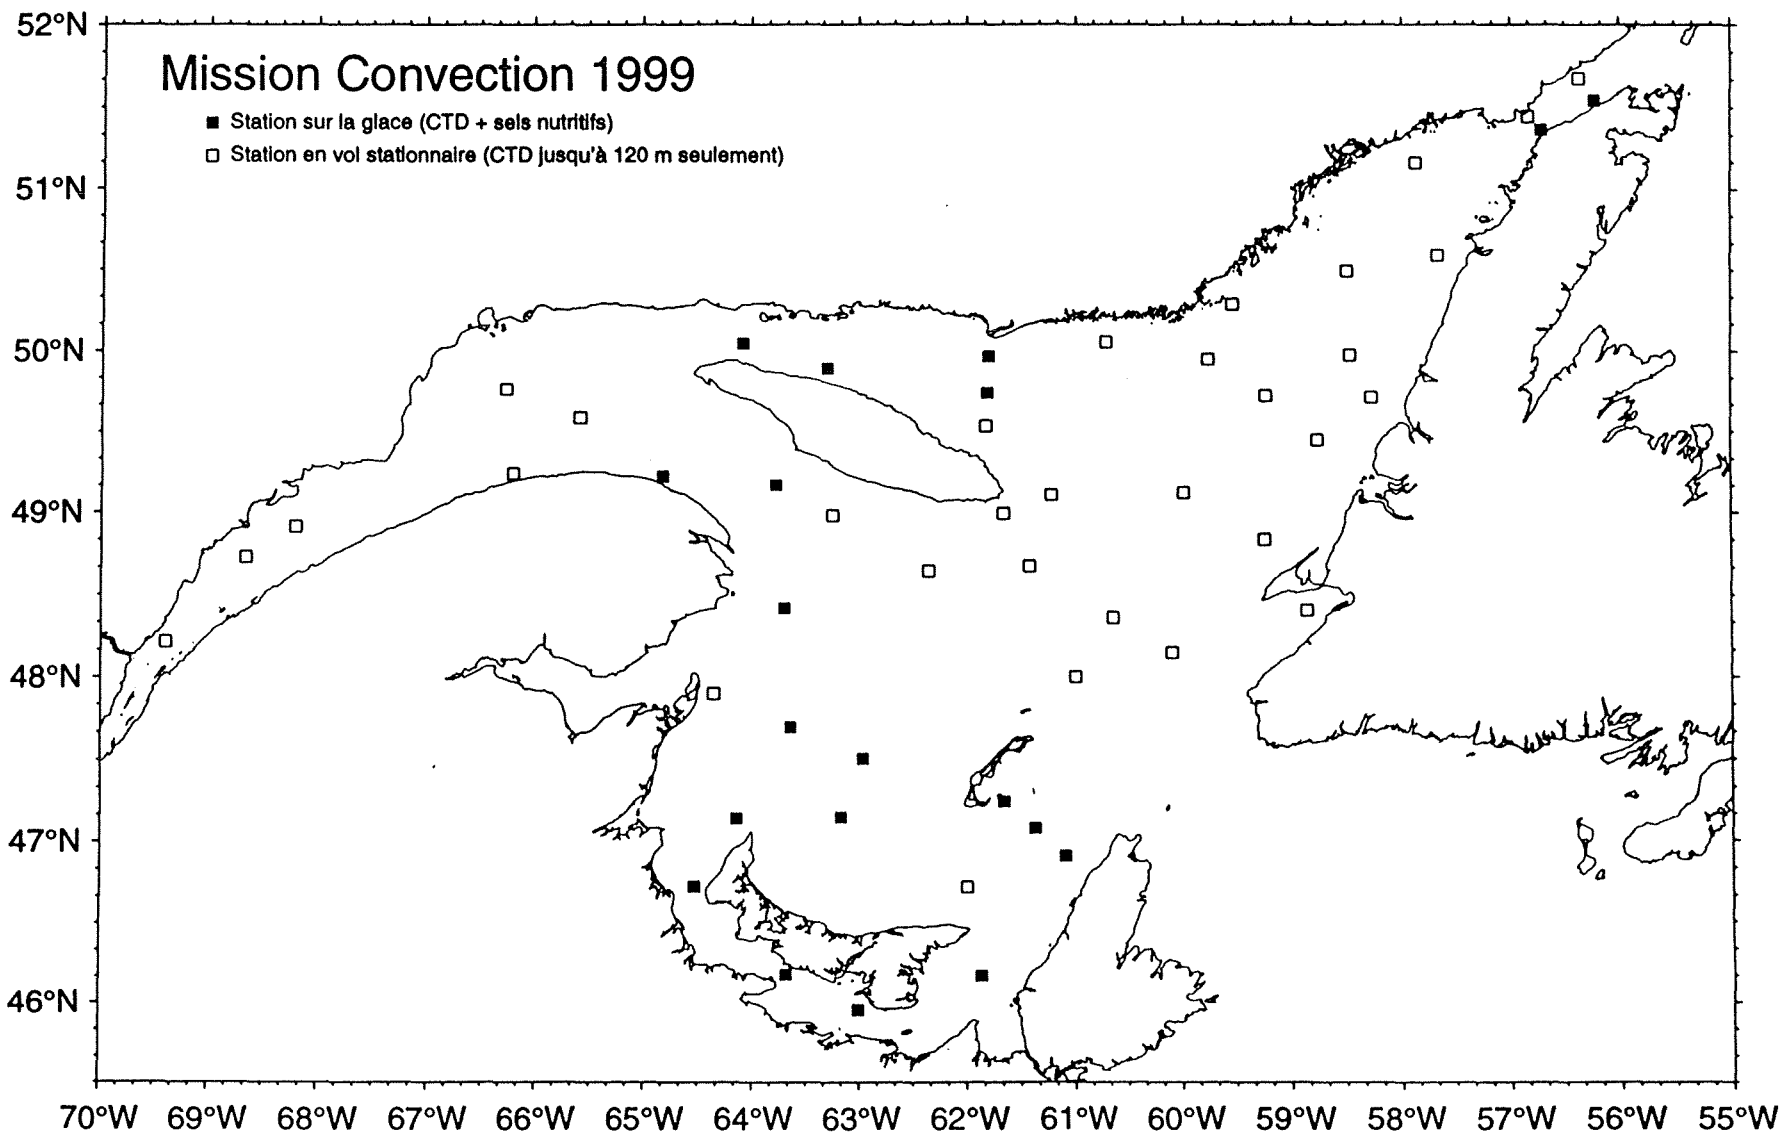 52°N
Mission Convection 1999
Station sur la glace (CTD + sels nutritifs)
Station en vol stationnaire (CTD jusqu'à 120 m seulement)
51°N
50°N
49°N
48°N
47°N
46°N
70°W 69°W 68°W 67°W 66°W 65°W 64°W 63°W 62°W 61°W 60°W 59°W 58°W 57°W 56°W 55°W